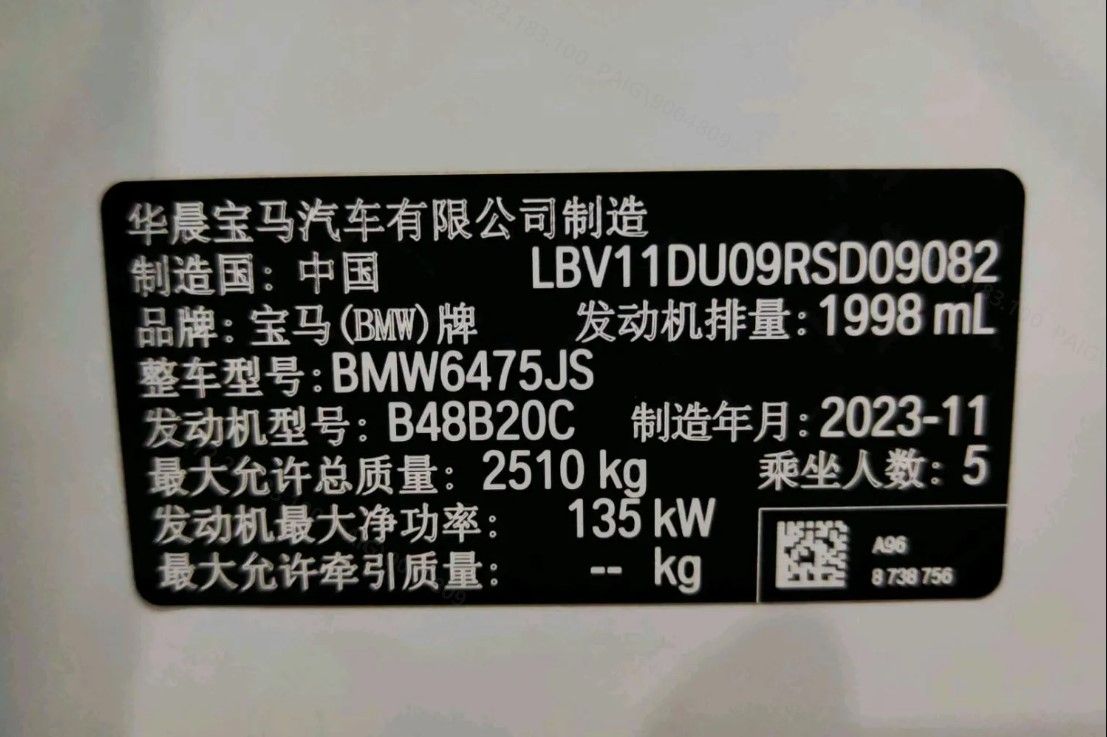 华晨宝马汽车有限公司制造
制造国：中国 LBV11DU09RSD09082
品牌：宝马(BMW)牌 发动机排量：1998 mL
整车型号：BMW6475JS
发动机型号：B48B20C 制造年月：2023-11
最大允许总质量：2510 kg 乘坐人数：5
发动机最大净功率：135 kW
最大允许牵引质量：-- kg
A96
8 738 756